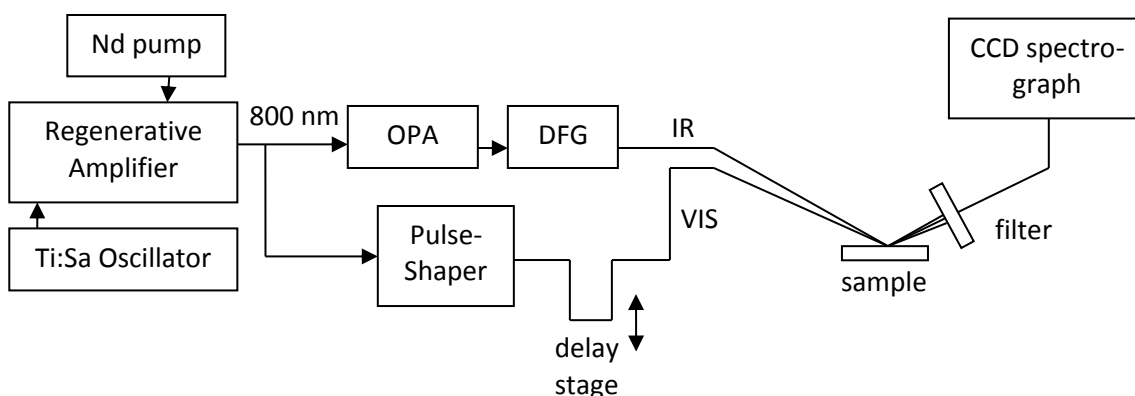 Nd pump
CCD spectro-
graph
Regenerative
Amplifier
800 nm
OPA
DFG
IR
VIS
Pulse-
Shaper
filter
Ti:Sa Oscillator
sample
delay
stage